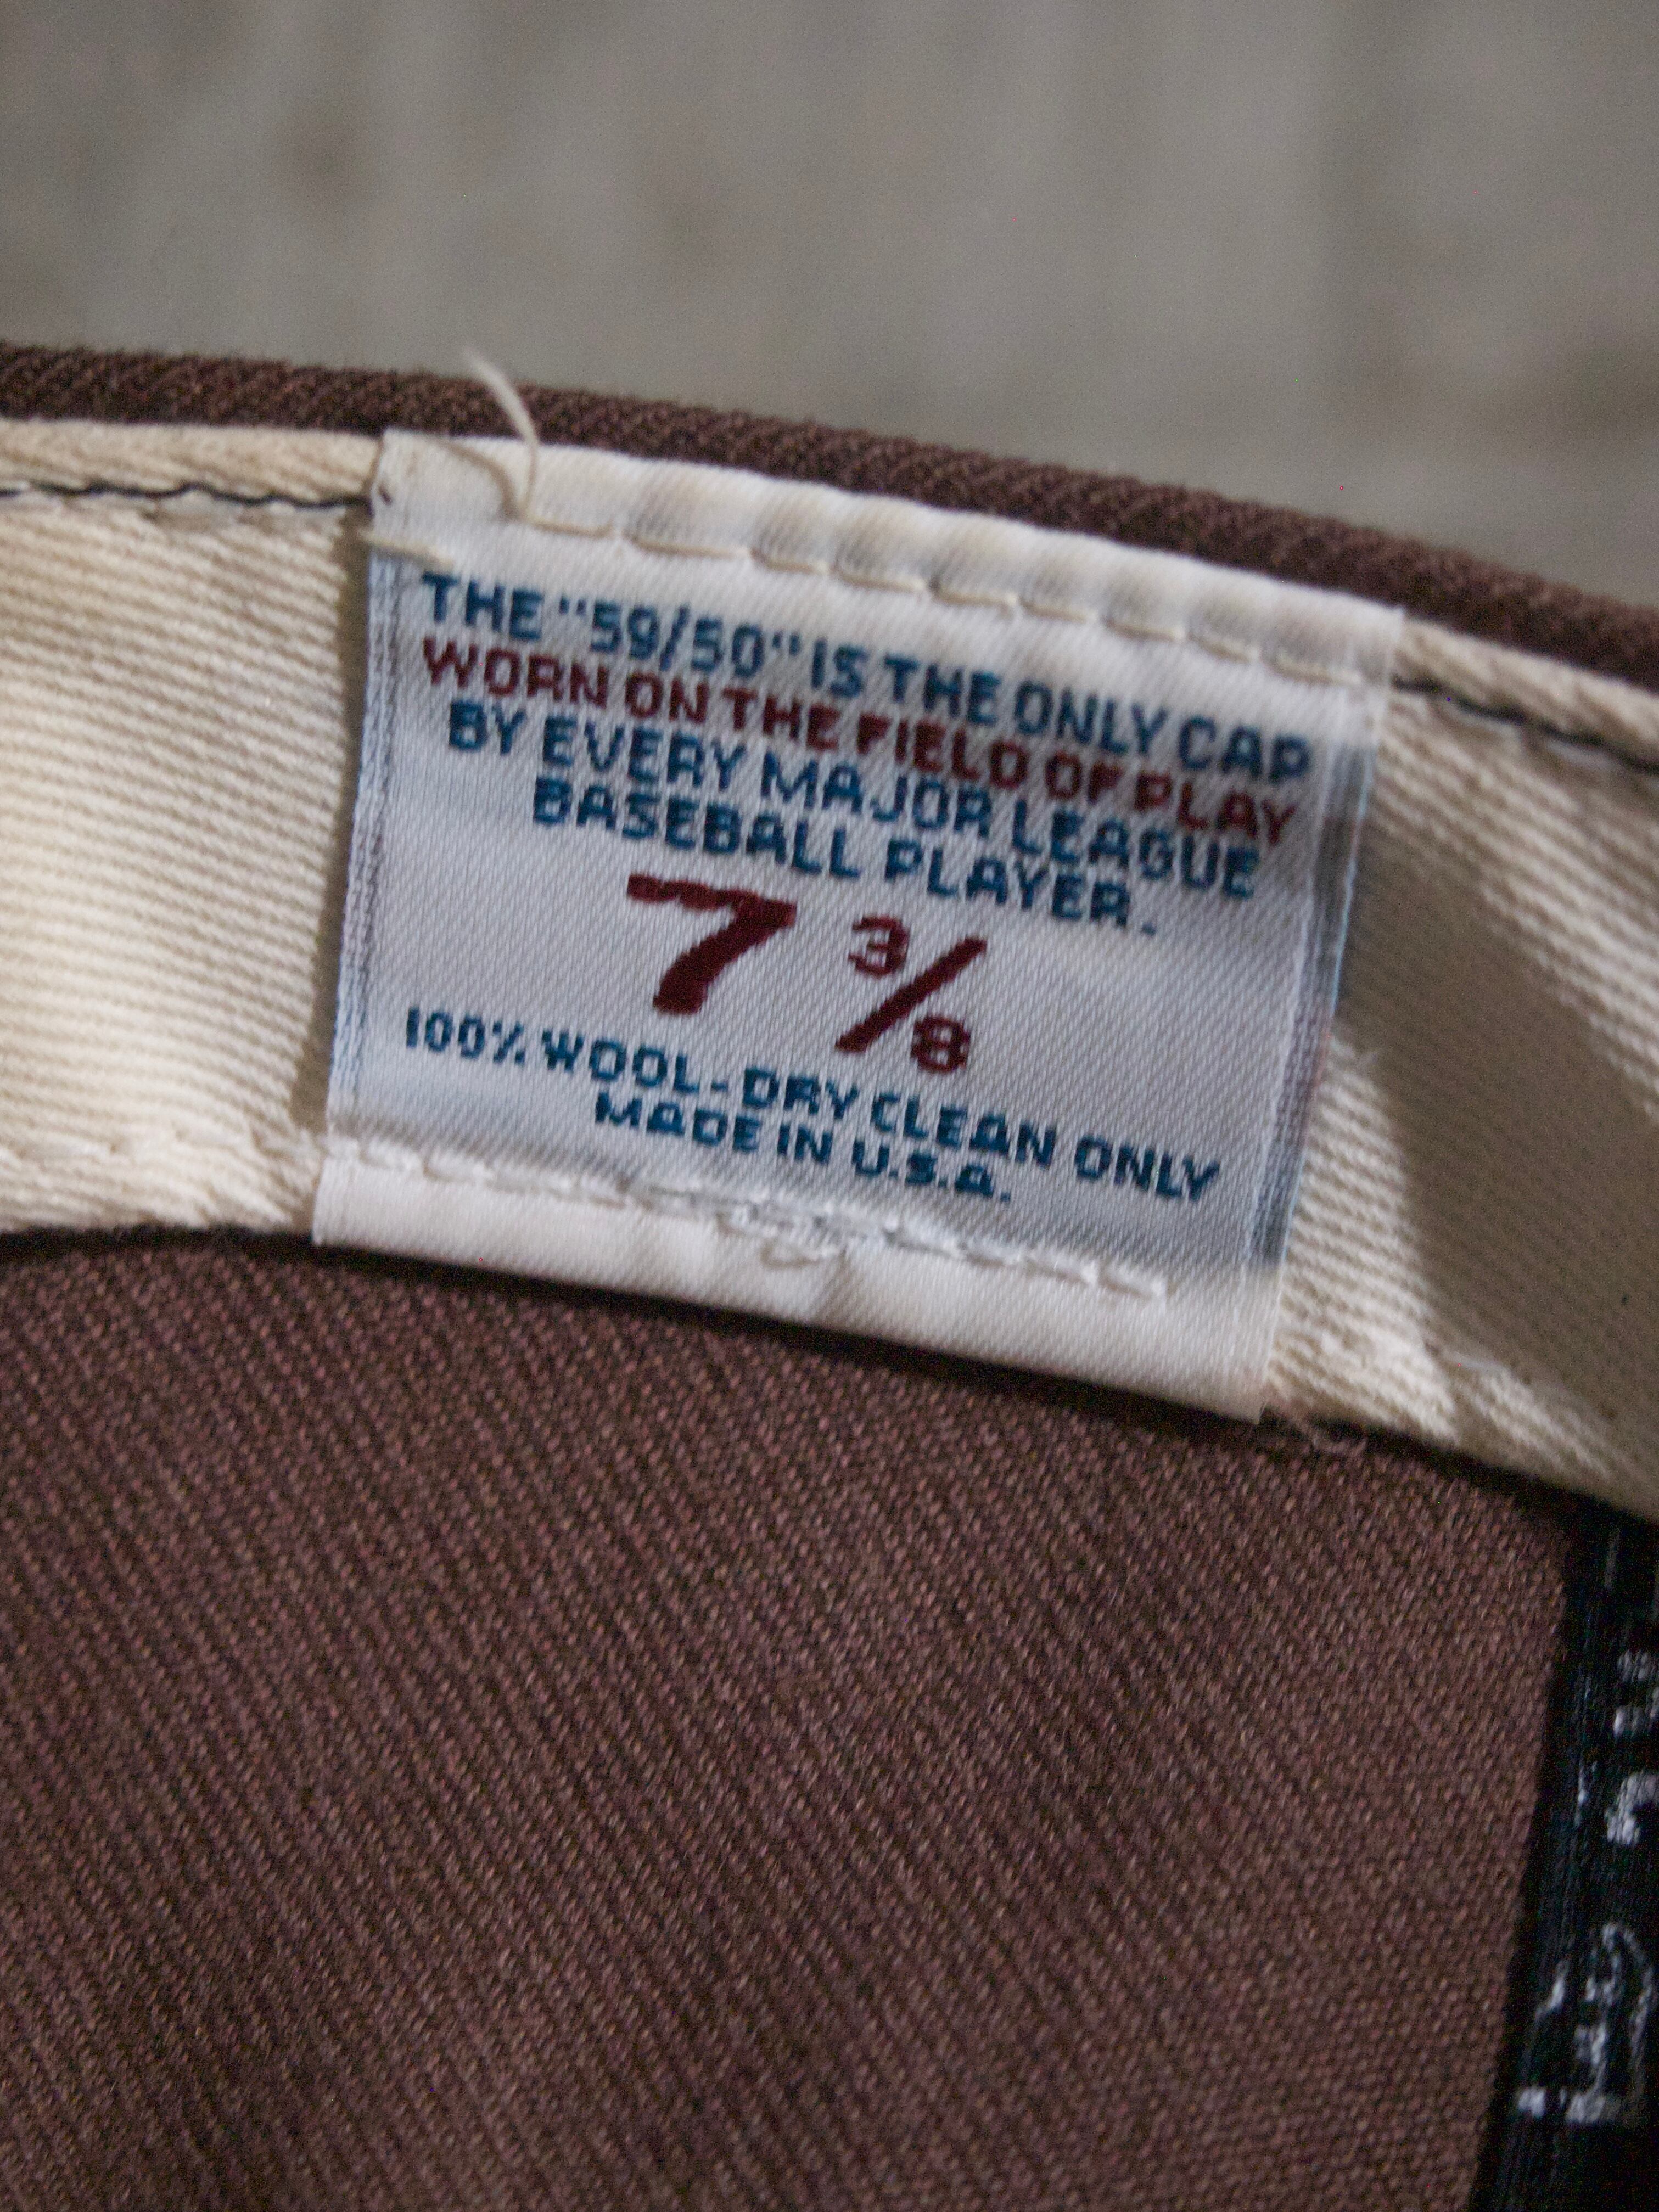 THE "59/50" IS THE ONLY CAP
WORN ON THE FIELD OF PLAY
BY EVERY MAJOR LEAGUE
BASEBALL PLAYER.
7 3/8
100% WOOL-DRY CLEAN ONLY
MADE IN U.S.A.